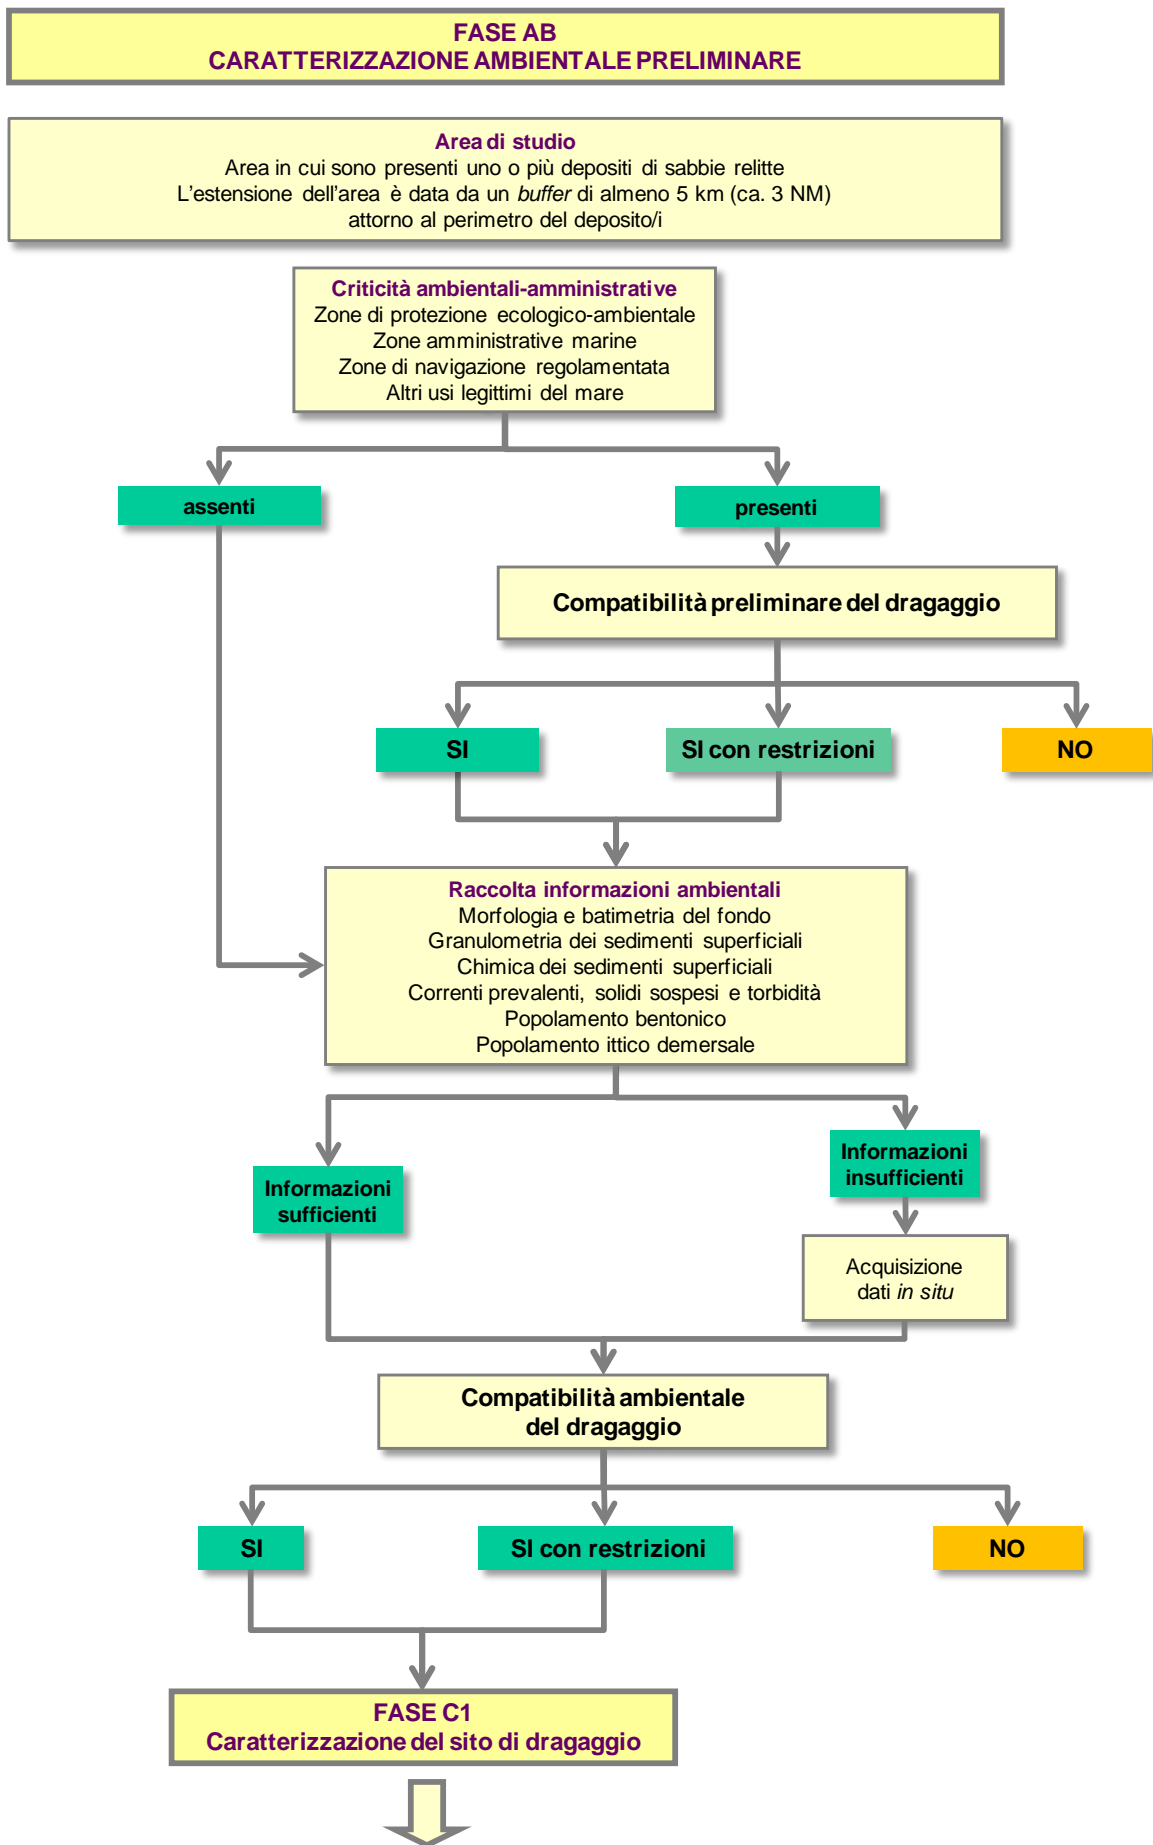 FASE AB
CARATTERIZZAZIONE AMBIENTALE PRELIMINARE
Area di studio
Area in cui sono presenti uno o più depositi di sabbie relitte
L'estensione dell'area è data da un buffer di almeno 5 km (ca. 3 NM)
attorno al perimetro del deposito/i
Criticità ambientali-amministrative
Zone di protezione ecologico-ambientale
Zone amministrative marine
Zone di navigazione regolamentata
Altri usi legittimi del mare
assenti
presenti
Compatibilità preliminare del dragaggio
SI
SI con restrizioni
NO
Raccolta informazioni ambientali
Morfologia e batimetria del fondo
Granulometria dei sedimenti superficiali
Chimica dei sedimenti superficiali
Correnti prevalenti, solidi sospesi e torbidità
Popolamento bentonico
Popolamento ittico demersale
Informazioni
sufficienti
Informazioni
insufficienti
Acquisizione
dati in situ
Compatibilità ambientale
del dragaggio
SI
SI con restrizioni
NO
FASE C1
Caratterizzazione del sito di dragaggio